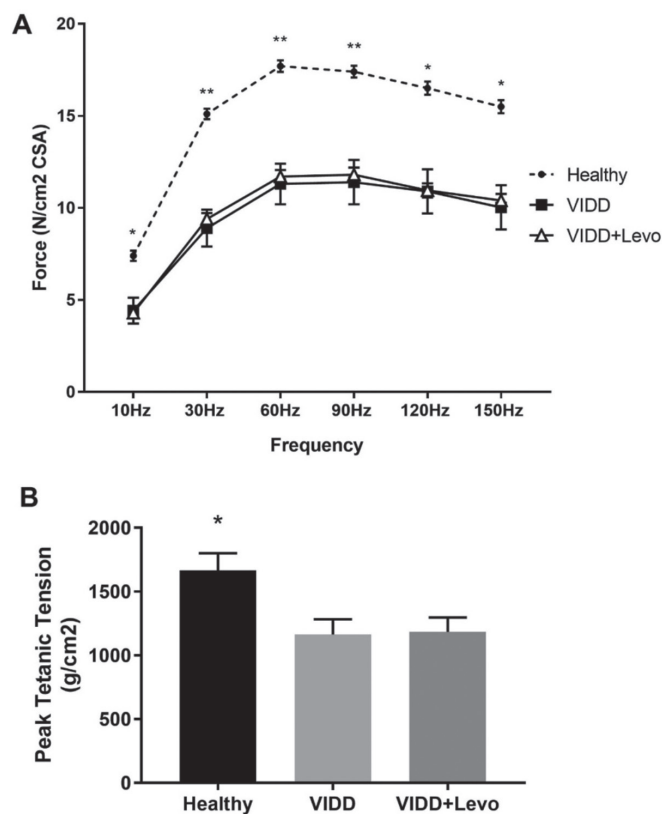 A
20
15
10
5
0
Force (N/cm2 CSA)
*
**
**
**
*
*
10Hz 30Hz 60Hz 90Hz 120Hz 150Hz
Frequency
Healthy
VIDD
VIDD+Levo
B
*
2000
1500
1000
500
0
Peak Tetanic Tension
(g/cm2)
Healthy VIDD VIDD+Levo